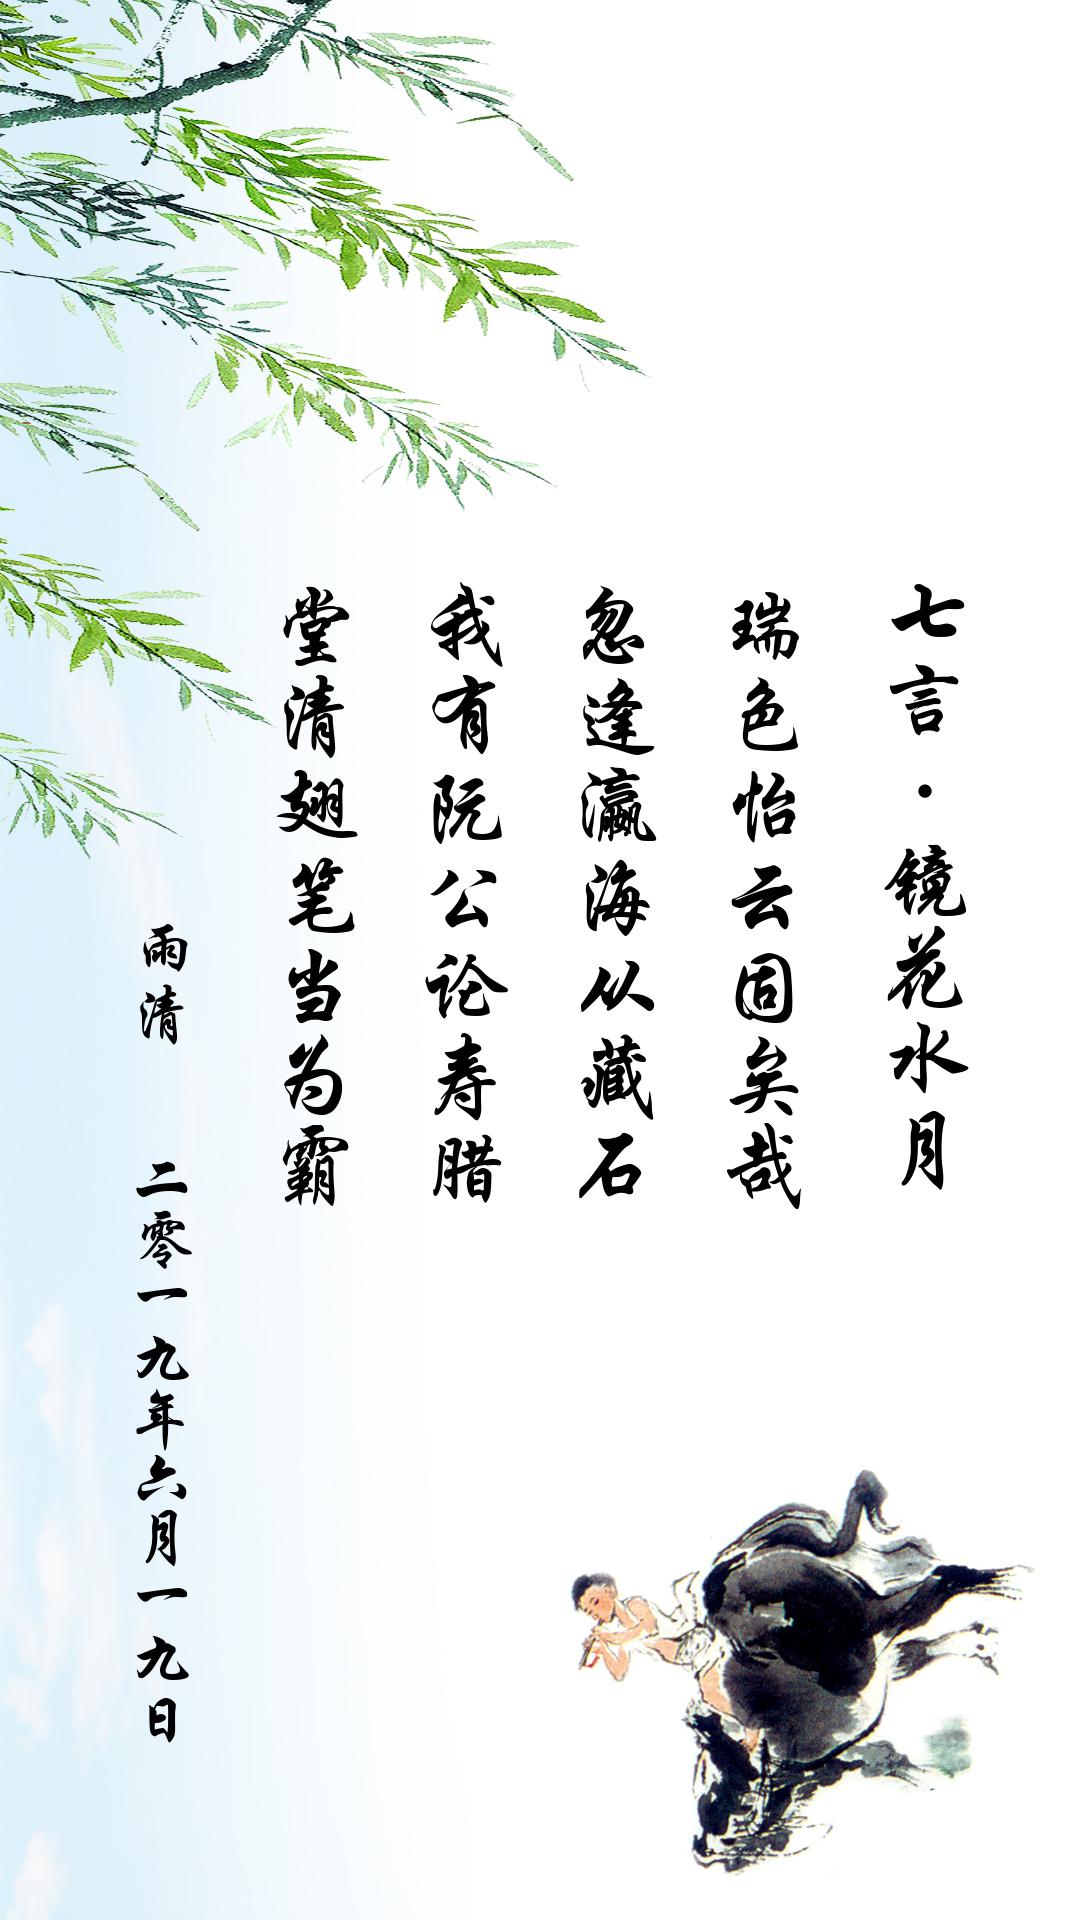 七言·镜花水月
瑞色怡云固矣哉
忽逢瀛海从藏石
我有阮公论寿腊
堂清翅笔当为霸
雨清 二零一九年六月一九日